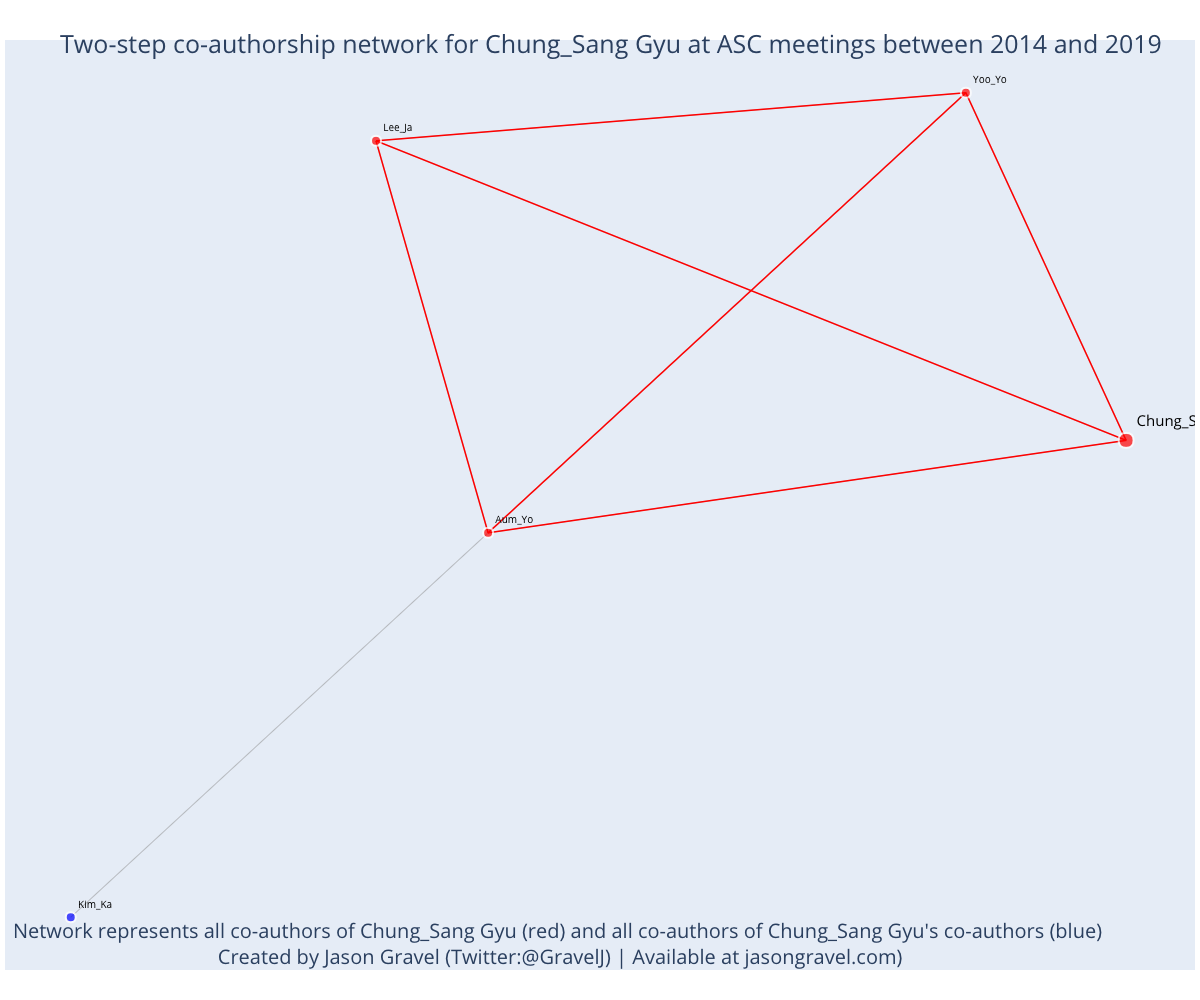 Two-step co-authorship network for Chung_Sang Gyu at ASC meetings between 2014 and 2019
Yoo_Yo
Lee_Ja
Chung_S
Aum_Yo
Kim_Ka
Network represents all co-authors of Chung_Sang Gyu (red) and all co-authors of Chung_Sang Gyu's co-authors (blue)
Created by Jason Gravel (Twitter:@GravelJ) | Available at jasongravel.com)